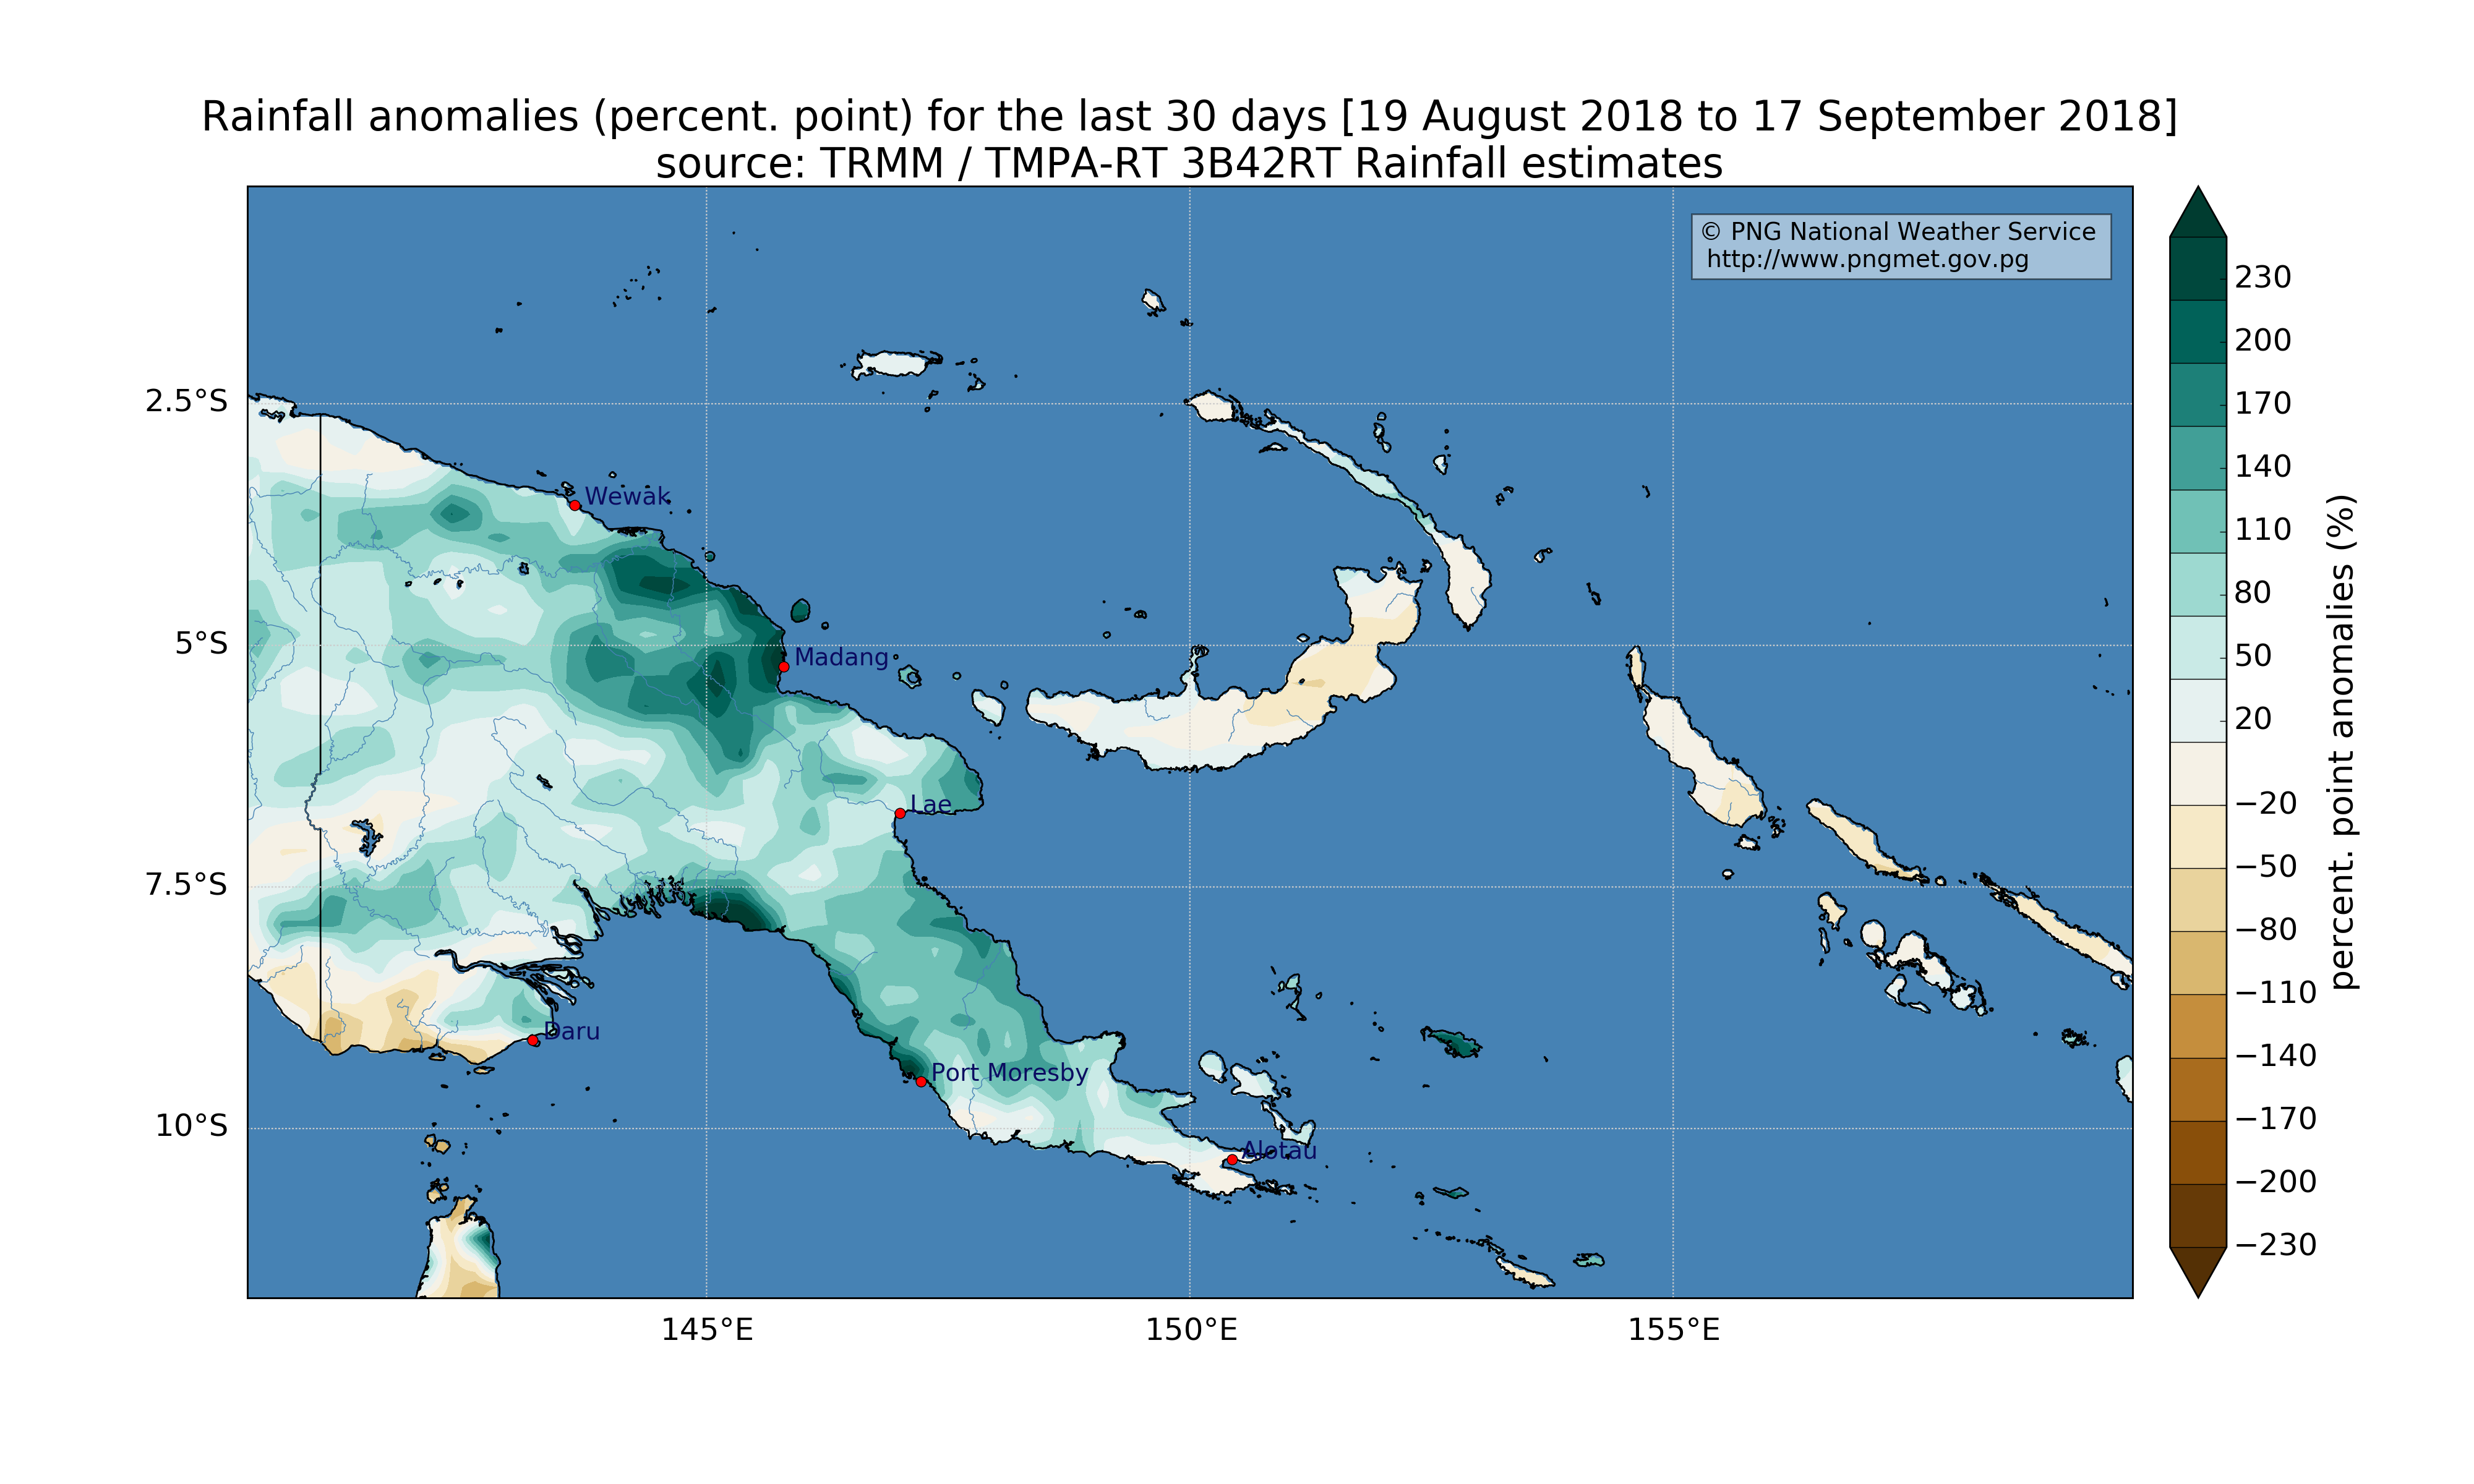 Rainfall anomalies (percent. point) for the last 30 days [19 August 2018 to 17 September 2018]
source: TRMM / TMPA-RT 3B42RT Rainfall estimates
© PNG National Weather Service
http://www.pngmet.gov.pg
2.5°S
5°S
7.5°S
10°S
Wewak
Madang
Lae
Daru
Port Moresby
Alotau
145°E
150°E
155°E
230
200
170
140
110
80
50
20
−20
−50
−80
−110
−140
−170
−200
−230
percent. point anomalies (%)